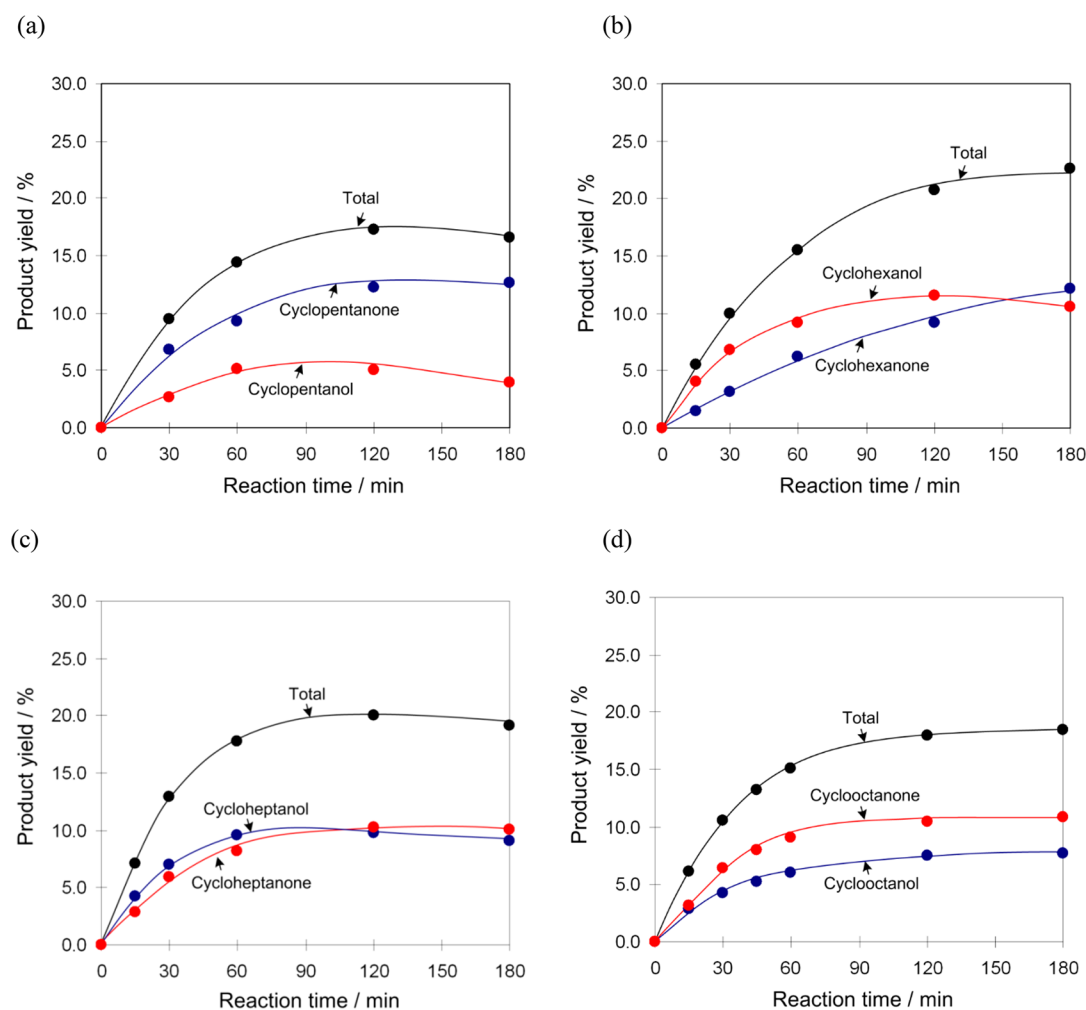 (a)
30.0
25.0
20.0
15.0
10.0
5.0
0.0
Product yield / %
Total
Cyclopentanone
Cyclopentanol
0 30 60 90 120 150 180
Reaction time / min
(b)
30.0
25.0
20.0
15.0
10.0
5.0
0.0
Product yield / %
Total
Cyclohexanol
Cyclohexanone
0 30 60 90 120 150 180
Reaction time / min
(c)
30.0
25.0
20.0
15.0
10.0
5.0
0.0
Product yield / %
Total
Cycloheptanol
Cycloheptanone
0 30 60 90 120 150 180
Reaction time / min
(d)
30.0
25.0
20.0
15.0
10.0
5.0
0.0
Product yield / %
Total
Cyclooctanone
Cyclooctanol
0 30 60 90 120 150 180
Reaction time / min